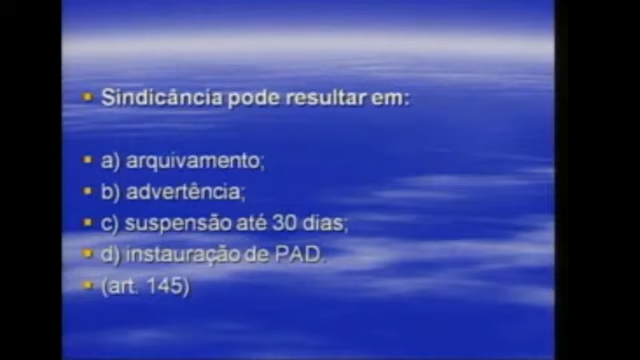 Sindicância pode resultar em:
a) arquivamento;
b) advertência;
c) suspensão até 30 dias;
d) instauração de PAD.
(art. 145)